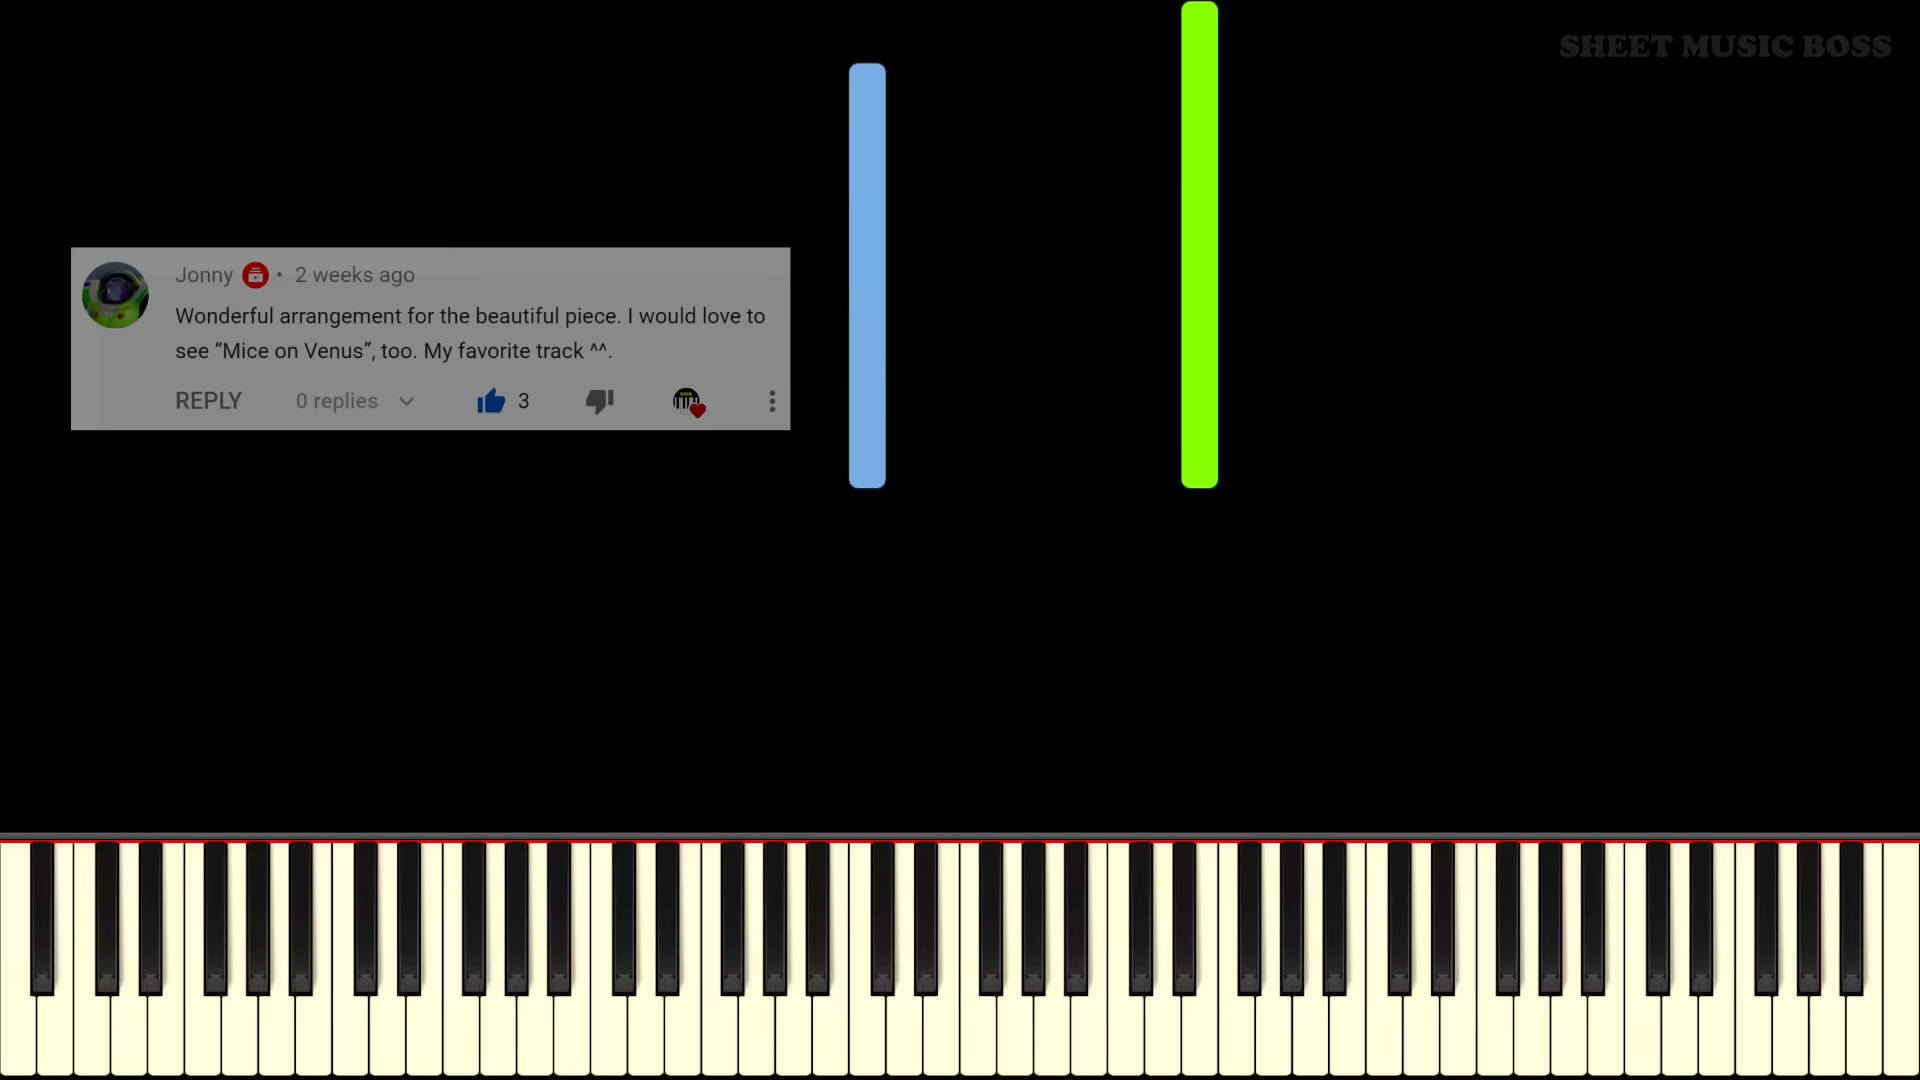 SHEET MUSIC BOSS
Jonny • 2 weeks ago
Wonderful arrangement for the beautiful piece. I would love to
see “Mice on Venus”, too. My favorite track ^^.
REPLY 0 replies 3